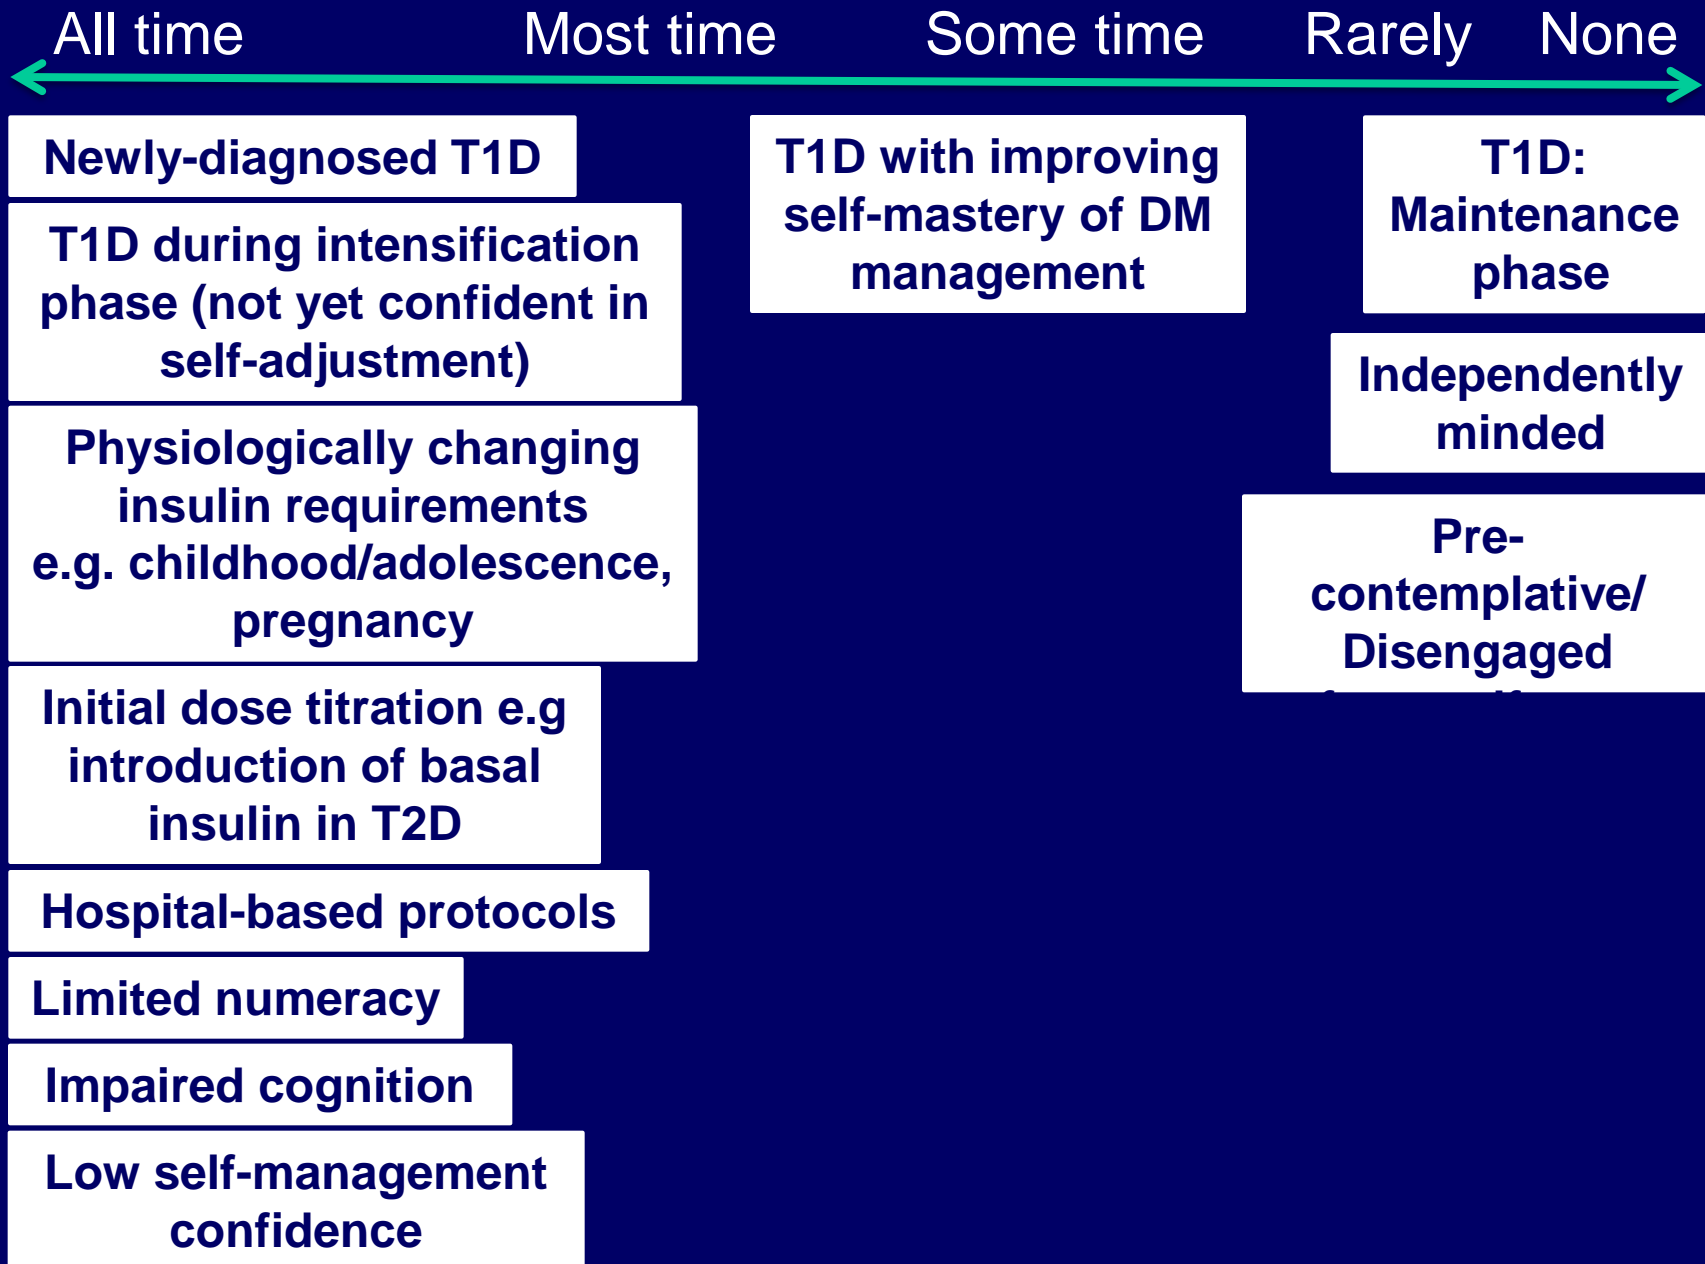 All time Most time Some time Rarely None
Newly-diagnosed T1D
T1D during intensification
phase (not yet confident in
self-adjustment)
Physiologically changing
insulin requirements
e.g. childhood/adolescence,
pregnancy
Initial dose titration e.g
introduction of basal
insulin in T2D
Hospital-based protocols
Limited numeracy
Impaired cognition
Low self-management
confidence
T1D with improving
self-mastery of DM
management
T1D:
Maintenance
phase
Independently
minded
Pre-
contemplative/
Disengaged